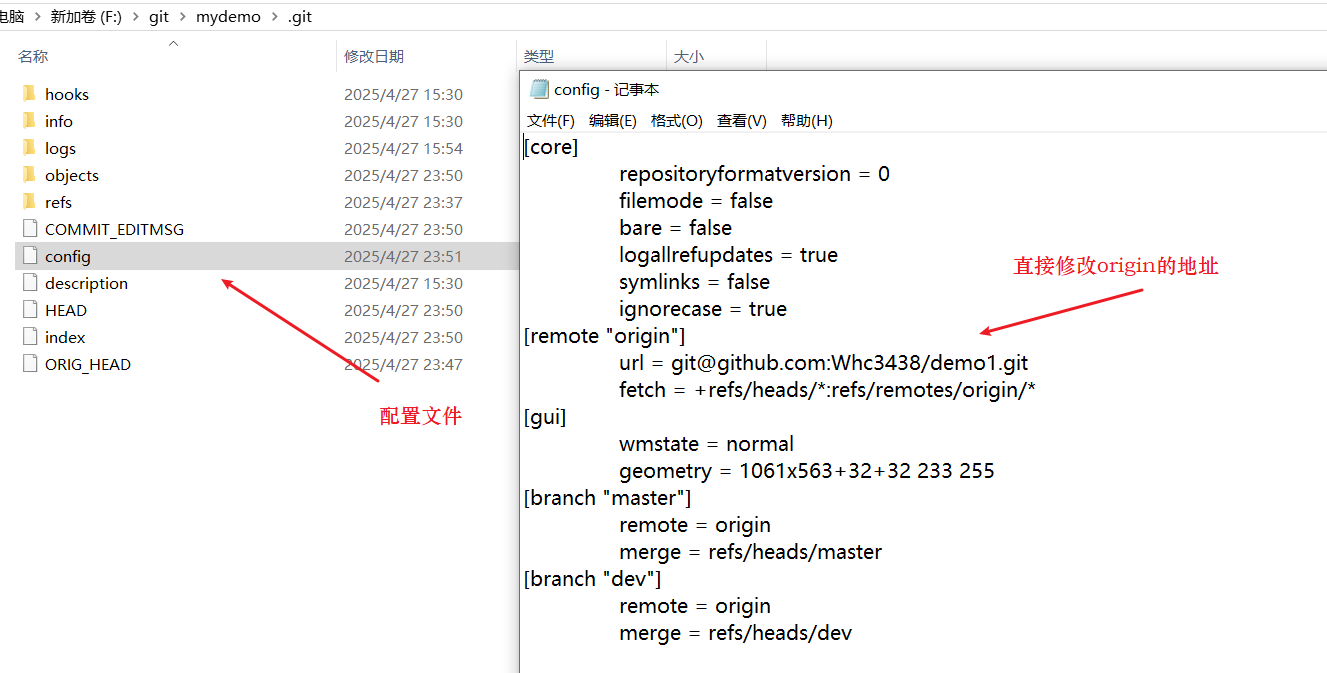 电脑 › 新加卷 (F:) › git › mydemo › .git
名称 修改日期 类型 大小
hooks 2025/4/27 15:30
info 2025/4/27 15:30
logs 2025/4/27 15:54
objects 2025/4/27 23:50
refs 2025/4/27 23:37
COMMIT_EDITMSG 2025/4/27 23:50
config 2025/4/27 23:51
description 2025/4/27 15:30
HEAD 2025/4/27 23:50
index 2025/4/27 23:50
ORIG_HEAD 2025/4/27 23:47
配置文件
config - 记事本
文件(F) 编辑(E) 格式(O) 查看(V) 帮助(H)
[core]
repositoryformatversion = 0
filemode = false
bare = false
logallrefupdates = true
symlinks = false
ignorecase = true
[remote "origin"]
url = git@github.com:Whc3438/demo1.git
fetch = +refs/heads/*:refs/remotes/origin/*
[gui]
wmstate = normal
geometry = 1061x563+32+32 233 255
[branch "master"]
remote = origin
merge = refs/heads/master
[branch "dev"]
remote = origin
merge = refs/heads/dev
直接修改origin的地址